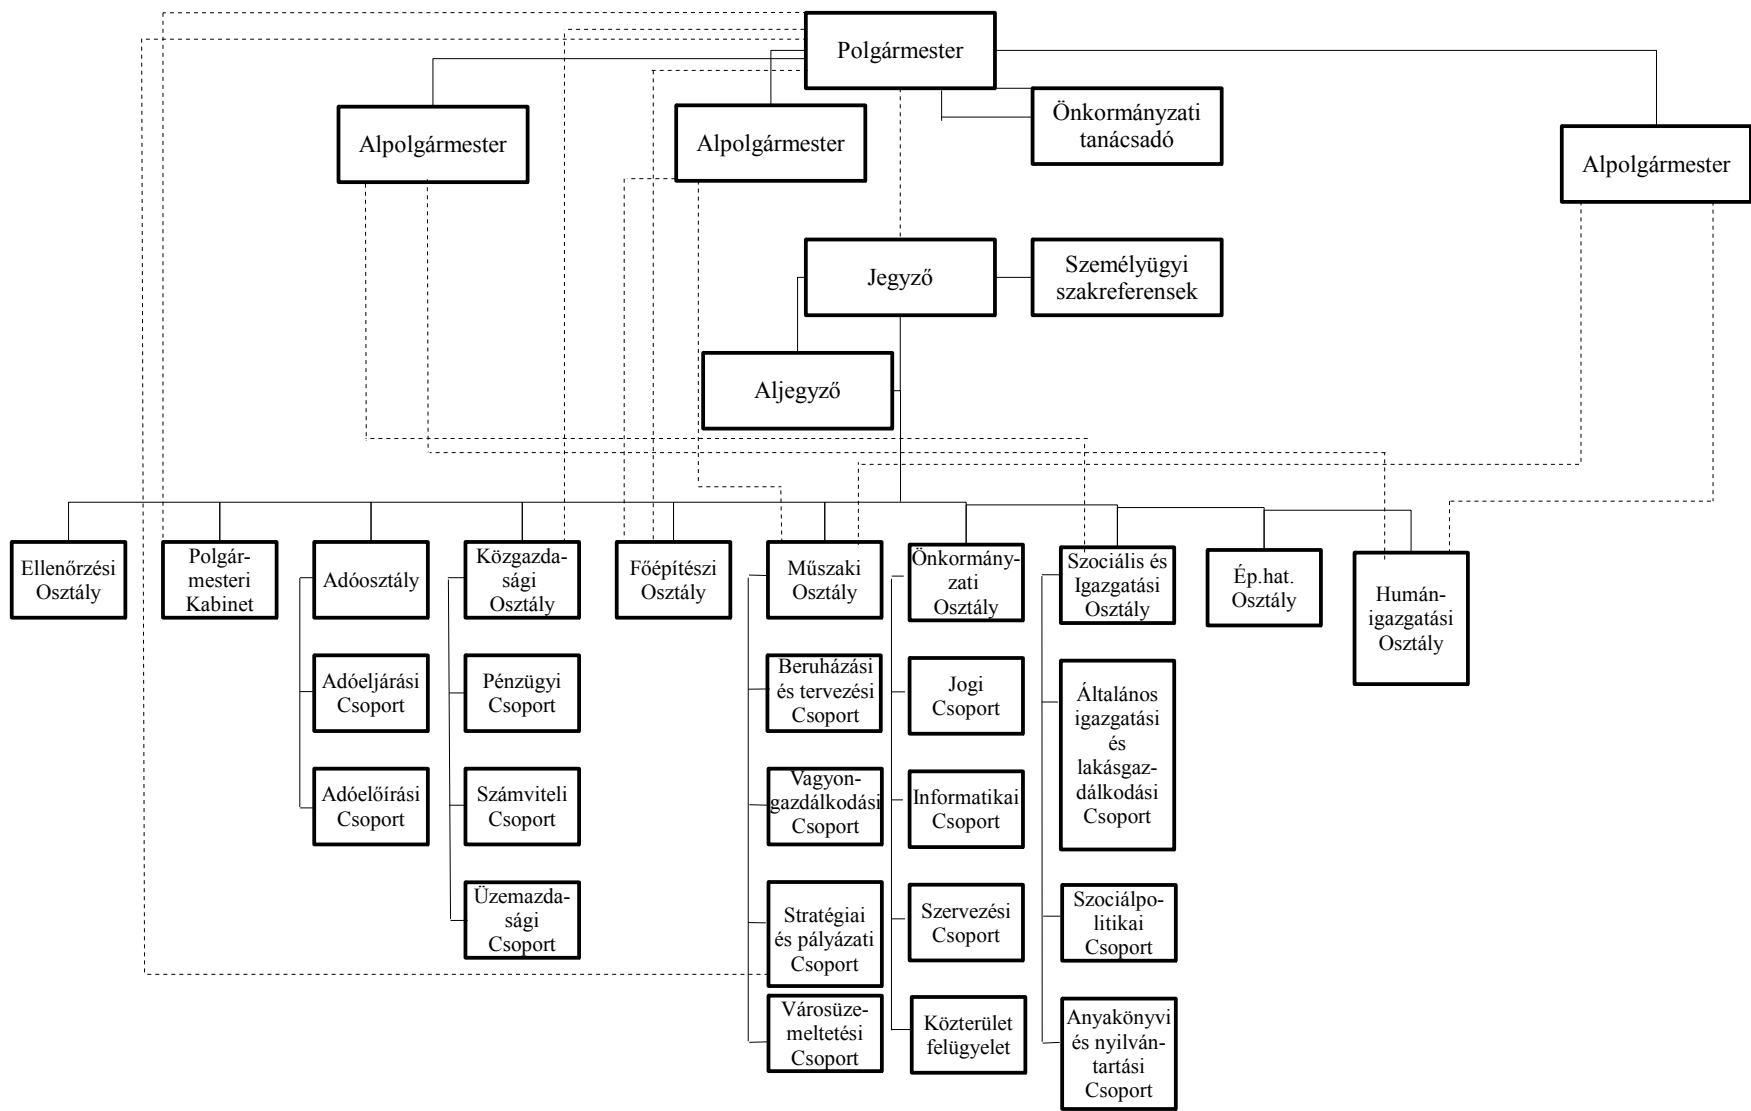 Polgármester
Önkormányzati
tanácsadó
Alpolgármester
Alpolgármester
Alpolgármester
Jegyző
Személyügyi
szakreferensek
Aljegyző
Ellenőrzési
Osztály
Polgár-
mesteri
Kabinet
Adóosztály
Közgazda-
sági
Osztály
Főépítészi
Osztály
Műszaki
Osztály
Önkormány-
zati
Osztály
Szociális és
Igazgatási
Osztály
Ép.hat.
Osztály
Humán-
igazgatási
Osztály
Adóeljárási
Csoport
Pénzügyi
Csoport
Beruházási
és tervezési
Csoport
Jogi
Csoport
Általános
igazgatási
és
lakásgaz-
dálkodási
Csoport
Adóelőírási
Csoport
Számviteli
Csoport
Vagyon-
gazdálkodási
Csoport
Informatikai
Csoport
Üzemazda-
sági
Csoport
Stratégiai
és pályázati
Csoport
Szervezési
Csoport
Szociálpo-
litikai
Csoport
Városüze-
meltetési
Csoport
Közterület
felügyelet
Anyakönyvi
és nyilván-
tartási
Csoport